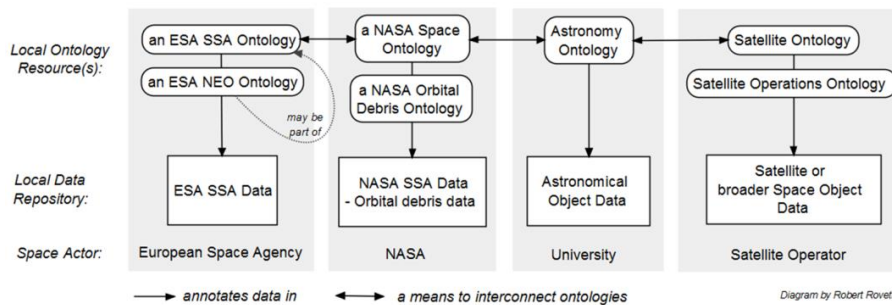 Local Ontology
Resource(s):
an ESA SSA Ontology
an ESA NEO Ontology
may be
part of
a NASA Space
Ontology
a NASA Orbital
Debris Ontology
Astronomy
Ontology
Satellite Ontology
Satellite Operations Ontology
Local Data
Repository:
ESA SSA Data
NASA SSA Data
- Orbital debris data
Astronomical
Object Data
Satellite or
broader Space Object
Data
Space Actor:
European Space Agency
NASA
University
Satellite Operator
annotates data in
a means to interconnect ontologies
Diagram by Robert Rovet